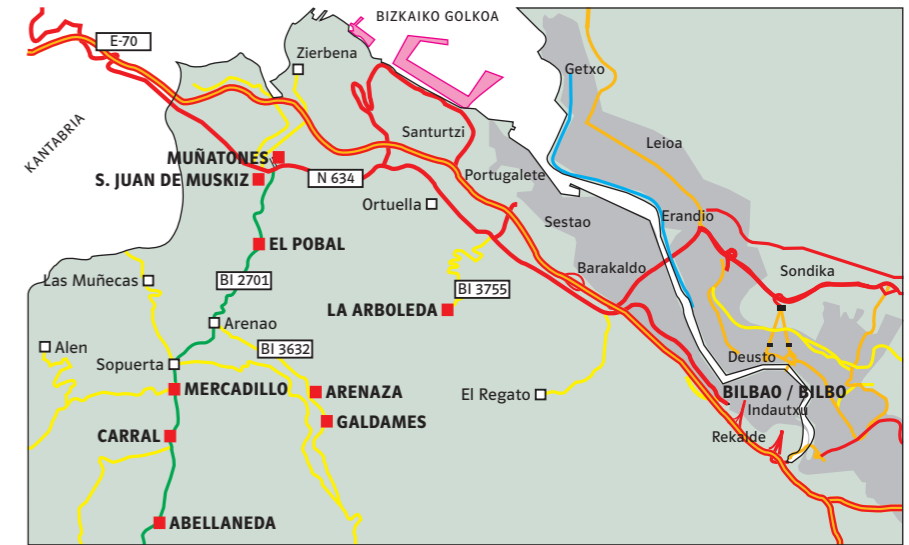 BIZKAIKO GOLKOA
E-70
Zierbena
Getxo
KANTABRIA
Santurtzi
Leioa
MUÑATONES
S. JUAN DE MUSKIZ
N 634
Portugalete
Ortuella
Sestao
Erandio
EL POBAL
Barakaldo
Sondika
Las Muñecas
BI 2701
BI 3755
LA ARBOLEDA
Arenao
Alen
BI 3632
Sopuerta
Deusto
MERCADILLO
ARENAZA
El Regato
BILBAO / BILBO
Indautxu
GALDAMES
CARRAL
Rekalde
ABELLANEDA